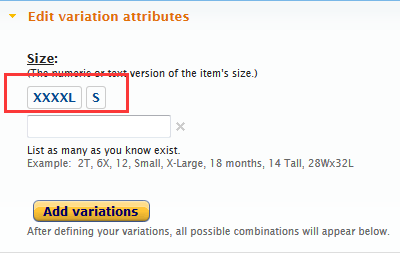 Edit variation attributes
Size:
(The numeric or text version of the item's size.)
XXXXL S
List as many as you know exist.
Example: 2T, 6X, 12, Small, X-Large, 18 months, 14 Tall, 28Wx32L
Add variations
After defining your variations, all possible combinations will appear below.